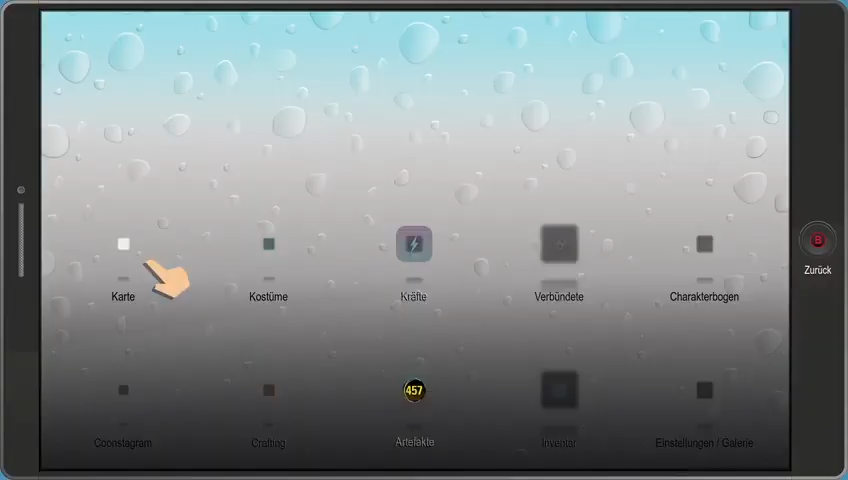 B
Zurück
Karte
Kostüme
Kräfte
Verbündete
Charakterbogen
457
Coonstagram
Crafting
Artefakte
Inventar
Einstellungen / Galerie